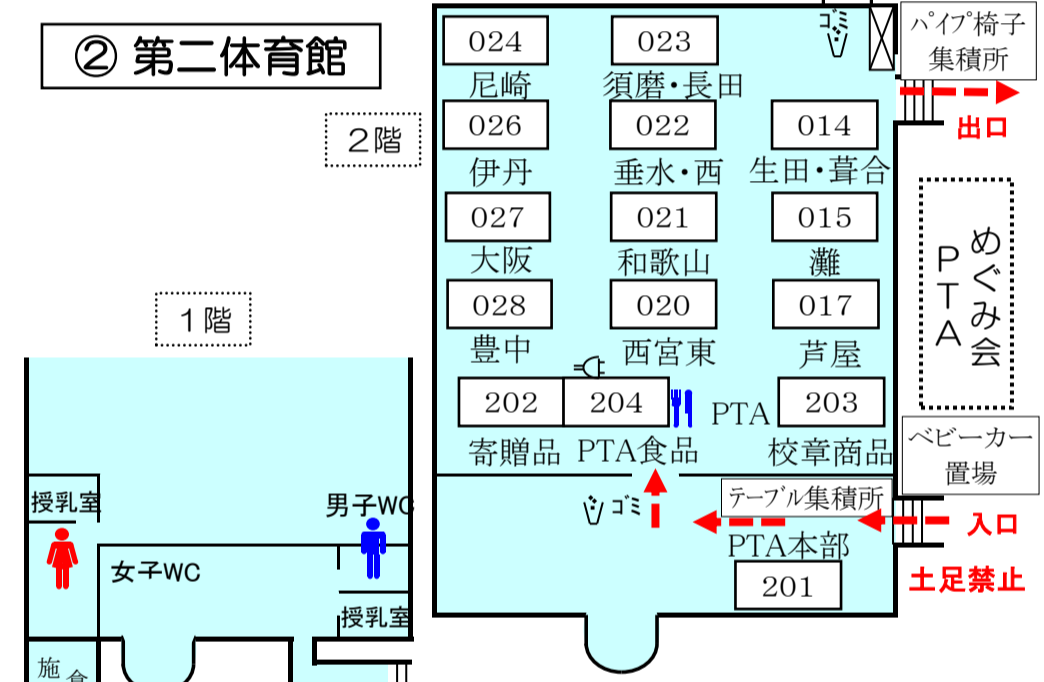 ② 第二体育館
2階
1階
ゴミ
パイプ椅子
集積所
024
023
尼崎
須磨・長田
出口
026
022
014
伊丹
垂水・西
生田・葺合
027
021
015
大阪
和歌山
灘
めぐみ会
PTA
028
020
017
豊中
西宮東
芦屋
202
204
PTA
203
寄贈品
PTA食品
校章商品
ベビーカー
置場
ゴミ
テーブル集積所
入口
PTA本部
201
土足禁止
授乳室
男子WC
女子WC
授乳室
施